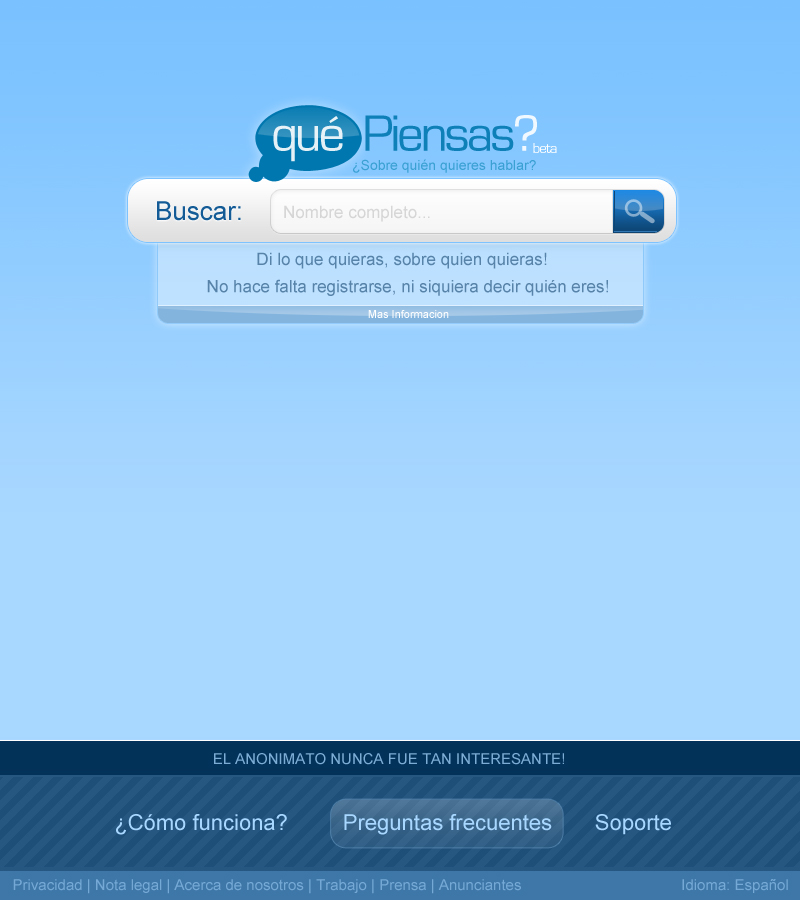 qué Piensas? beta
¿Sobre quién quieres hablar?
Buscar: Nombre completo...
Di lo que quieras, sobre quien quieras!
No hace falta registrarse, ni siquiera decir quién eres!
Mas Informacion
EL ANONIMATO NUNCA FUE TAN INTERESANTE!
¿Cómo funciona? Preguntas frecuentes Soporte
Privacidad | Nota legal | Acerca de nosotros | Trabajo | Prensa | Anunciantes Idioma: Español